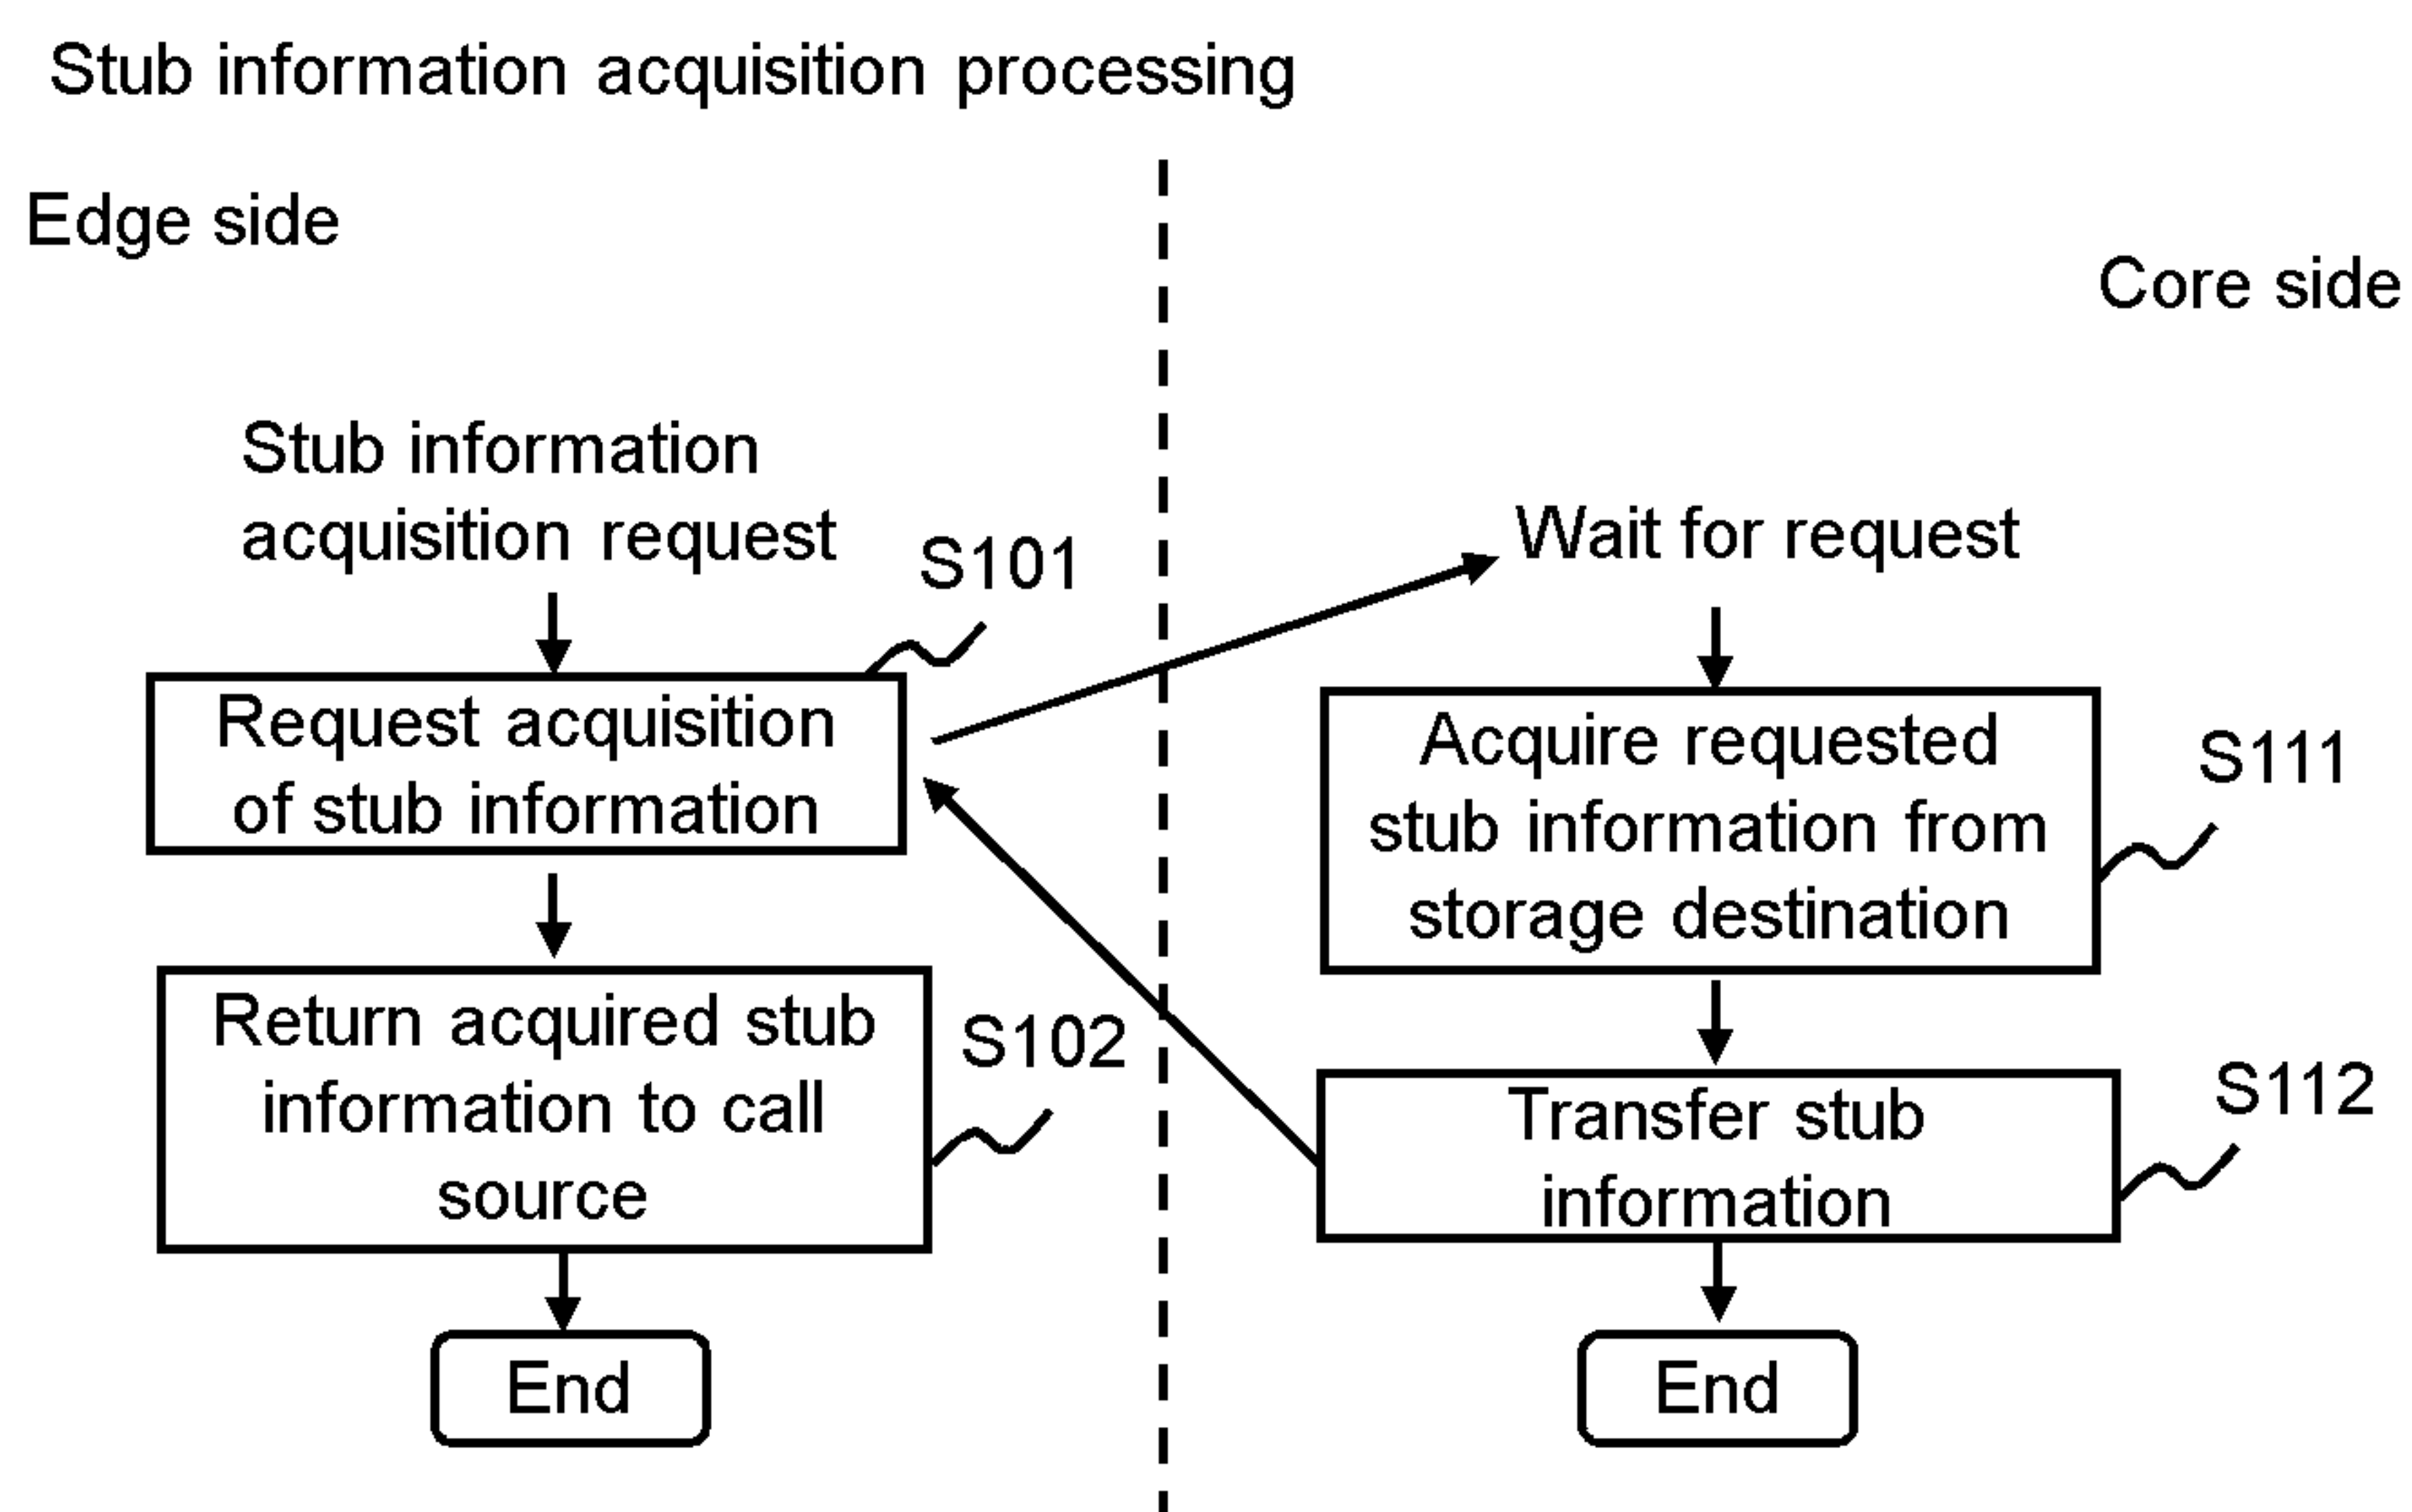 Stub information acquisition processing
Edge side
Core side
Stub information
acquisition request
S101
Request acquisition
of stub information
Return acquired stub
information to call
source
S102
End
Wait for request
Acquire requested
stub information from
storage destination
S111
Transfer stub
information
S112
End